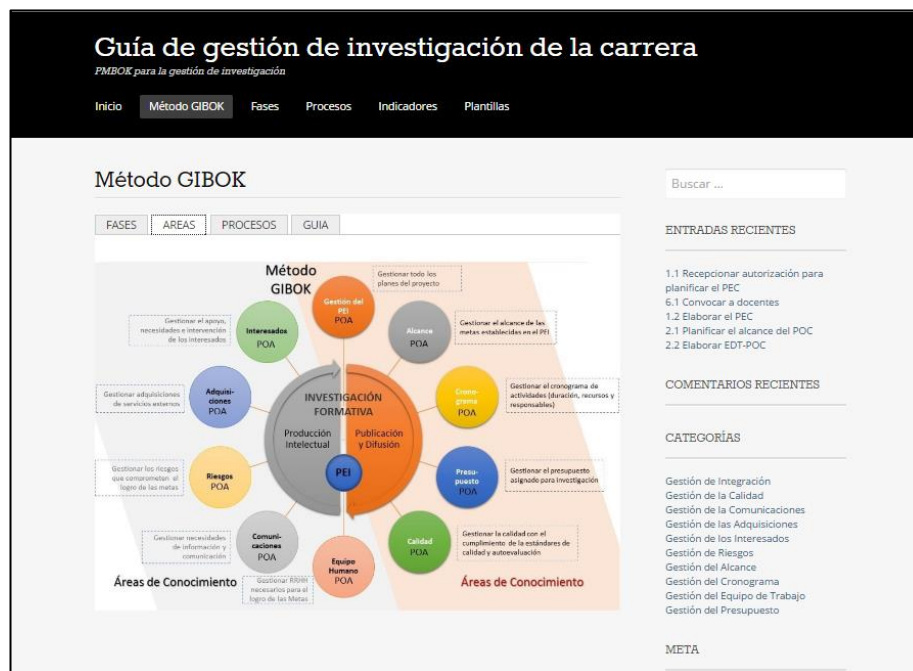 Guía de gestión de investigación de la carrera
PMBOK para la gestión de investigación
Inicio Método GIBOK Fases Procesos Indicadores Plantillas
Método GIBOK
FASES AREAS PROCESOS GUIA
Método
GIBOK
Gestionar todo los
planes del proyecto
Gestión del
PEI
POA
Gestionar el apoyo,
necesidades e intervención
de los interesados
Interesados
POA
Alcance
POA
Gestionar el alcance de las
metas establecidas en el PEI
Gestionar adquisiciones
de servicios externos
Adquisi-
ciones
POA
INVESTIGACIÓN
FORMATIVA
Producción
Intelectual
Publicación
y Difusión
PEI
Crono-
grama
POA
Gestionar el cronograma de
actividades (duración, recursos y
responsables)
Gestionar los riesgos
que comprometen al
logro de las metas
Riesgos
POA
Presu-
puesto
POA
Gestionar el presupuesto
asignado para investigación
Gestionar necesidades
de información y
comunicación
Comuni-
caciones
POA
Equipo
Humano
POA
Calidad
POA
Gestionar la calidad con el
cumplimiento de la estándares de
calidad y autoevaluación
Áreas de Conocimiento
Gestionar RRHH
necesarios para el
logro de las Metas
Áreas de Conocimiento
Buscar ...
ENTRADAS RECIENTES
1.1 Recepcionar autorización para
planificar el PEC
6.1 Convocar a docentes
1.2 Elaborar el PEC
2.1 Planificar el alcance del POC
2.2 Elaborar EDT-POC
COMENTARIOS RECIENTES
CATEGORÍAS
Gestión de Integración
Gestión de la Calidad
Gestión de la Comunicaciones
Gestión de las Adquisiciones
Gestión de los Interesados
Gestión de Riesgos
Gestión del Alcance
Gestión del Cronograma
Gestión del Equipo de Trabajo
Gestión del Presupuesto
META